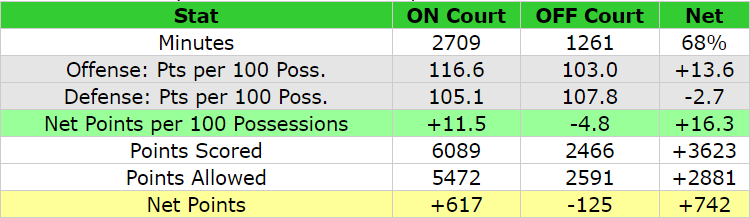 Stat ON Court OFF Court Net
Minutes 2709 1261 68%
Offense: Pts per 100 Poss. 116.6 103.0 +13.6
Defense: Pts per 100 Poss. 105.1 107.8 -2.7
Net Points per 100 Possessions +11.5 -4.8 +16.3
Points Scored 6089 2466 +3623
Points Allowed 5472 2591 +2881
Net Points +617 -125 +742